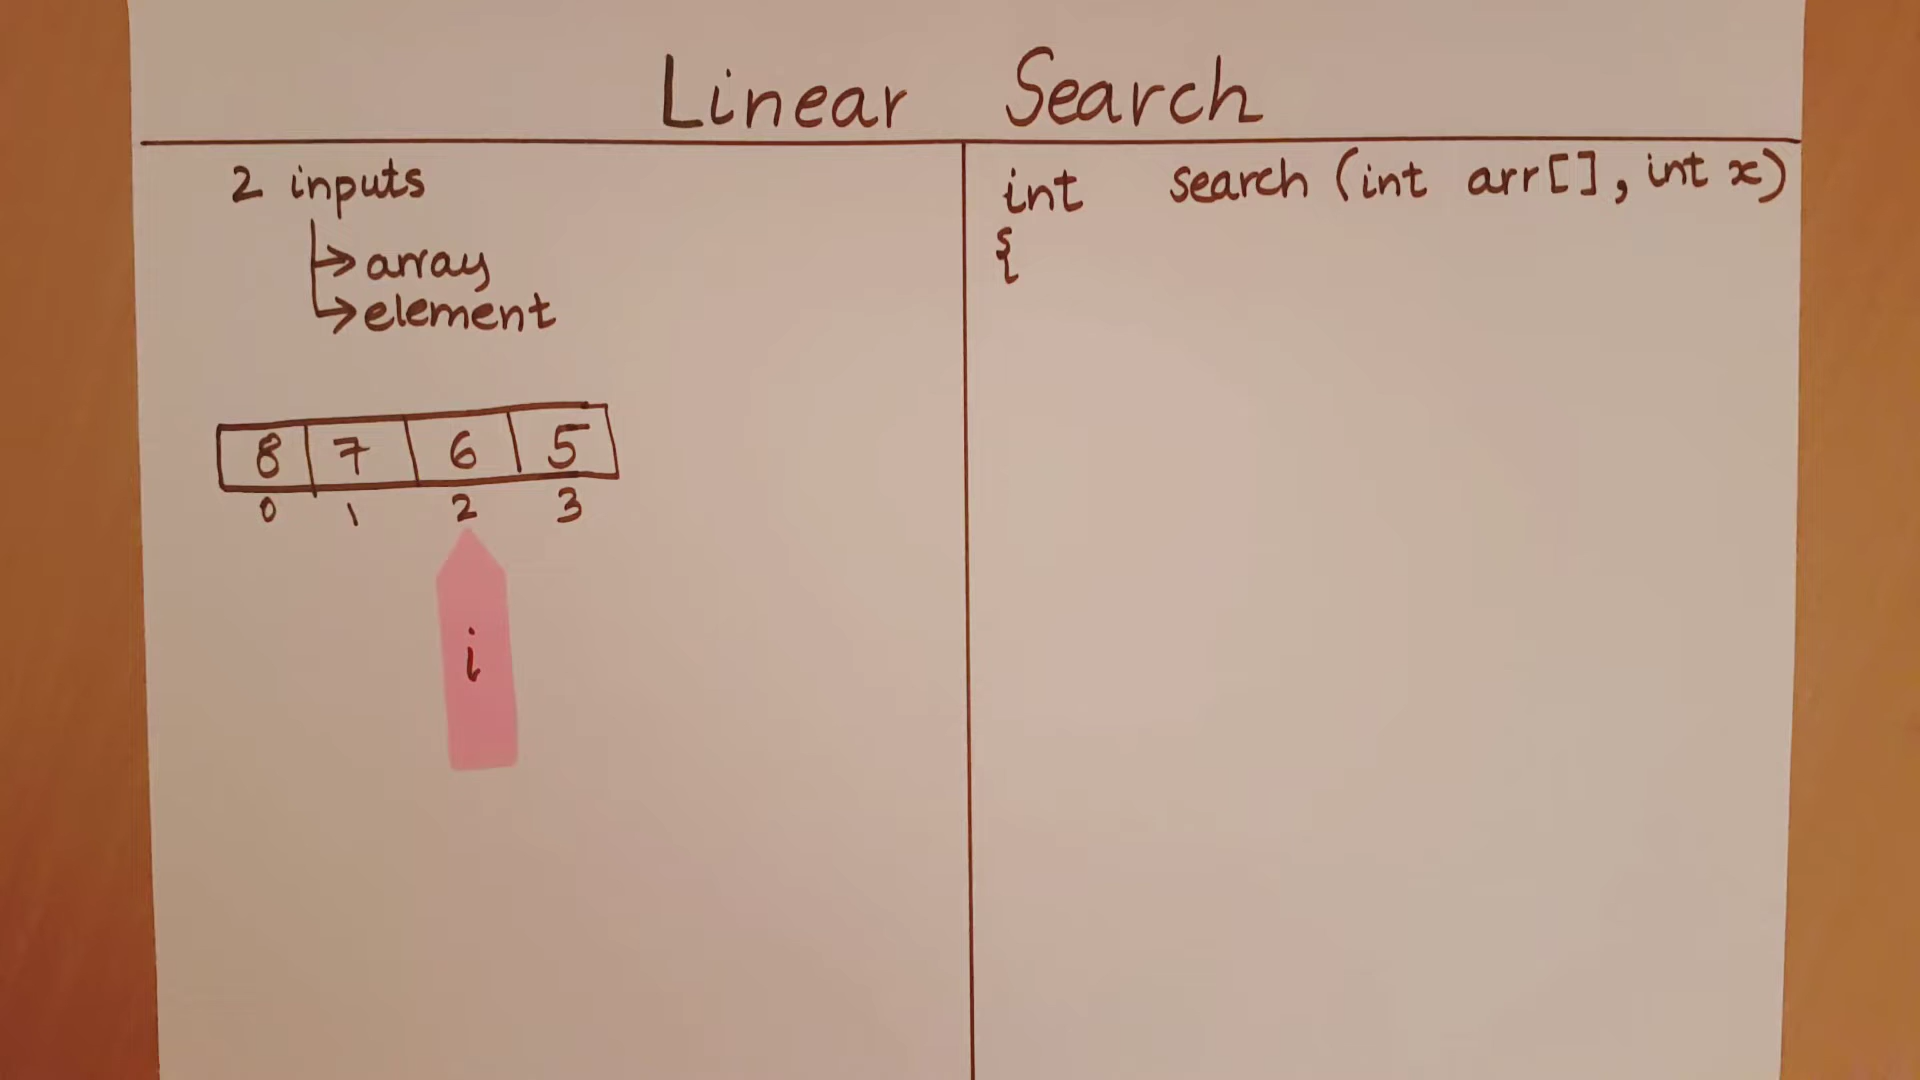 Linear Search
2 inputs
→ array
→ element
8 7 6 5
0 1 2 3
i
int search (int arr[], int x)
{